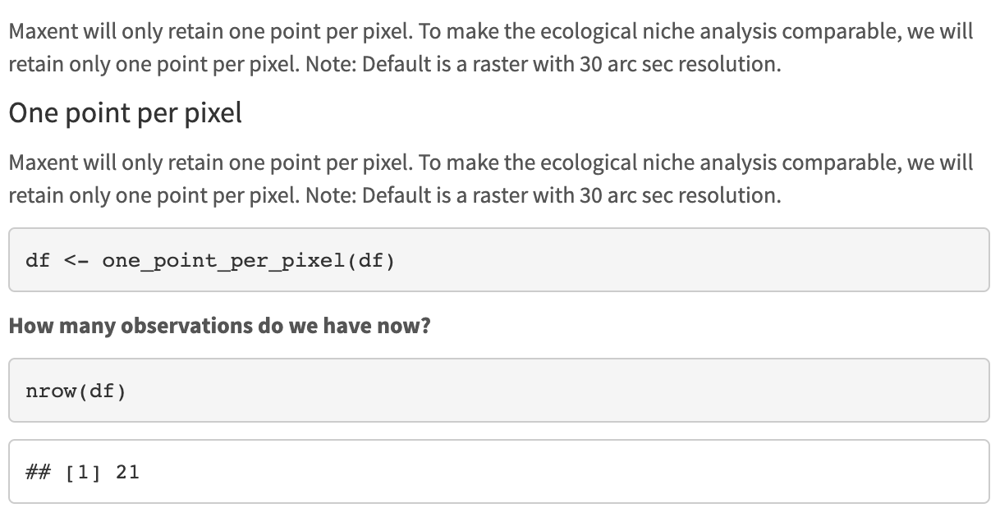 Maxent will only retain one point per pixel. To make the ecological niche analysis comparable, we will
retain only one point per pixel. Note: Default is a raster with 30 arc sec resolution.
One point per pixel
Maxent will only retain one point per pixel. To make the ecological niche analysis comparable, we will
retain only one point per pixel. Note: Default is a raster with 30 arc sec resolution.
df <- one_point_per_pixel(df)
How many observations do we have now?
nrow(df)
## [1] 21